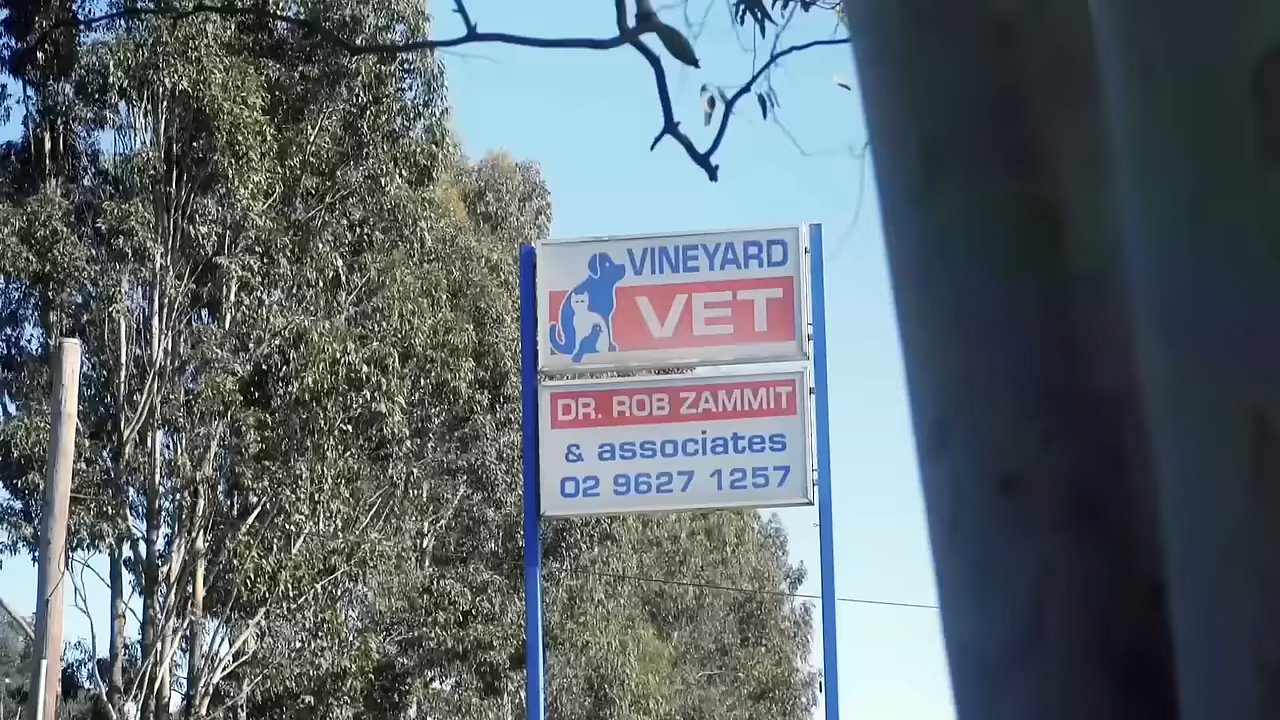 VINEYARD
VET
DR. ROB ZAMMIT
& associates
02 9627 1257